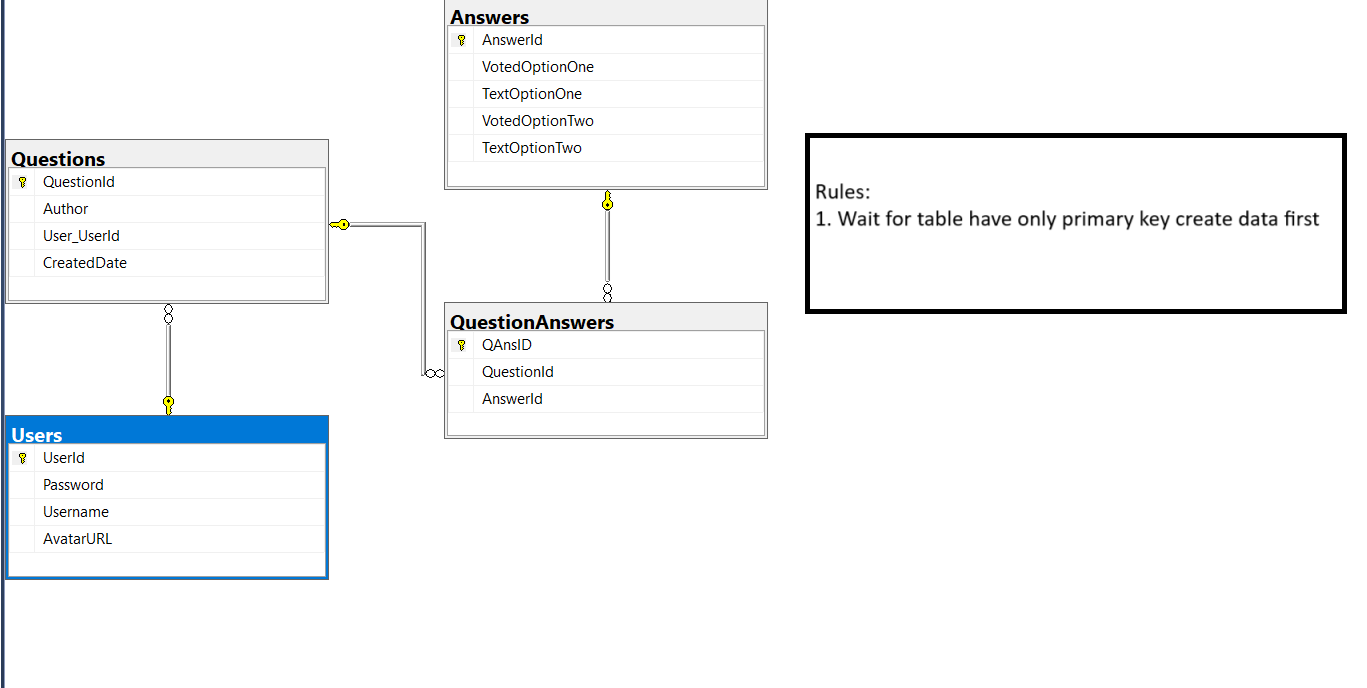 Answers
AnswerId
VotedOptionOne
TextOptionOne
VotedOptionTwo
TextOptionTwo
Questions
QuestionId
Author
User_UserId
CreatedDate
Rules:
1. Wait for table have only primary key create data first
QuestionAnswers
QAnsID
QuestionId
AnswerId
Users
UserId
Password
Username
AvatarURL